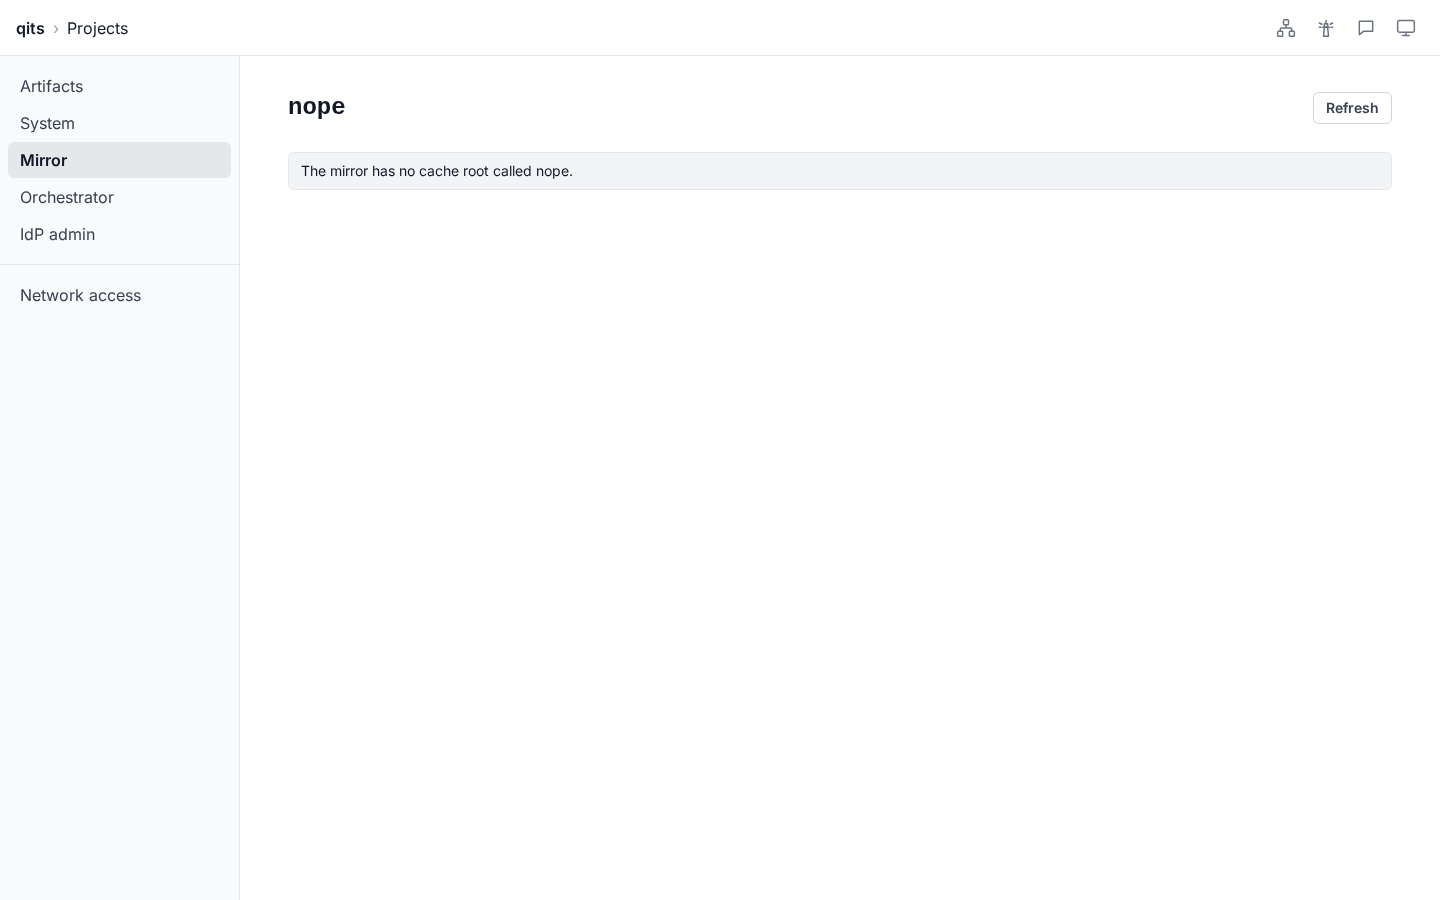 qits › Projects
Artifacts
System
Mirror
Orchestrator
IdP admin
Network access
nope
Refresh
The mirror has no cache root called nope.